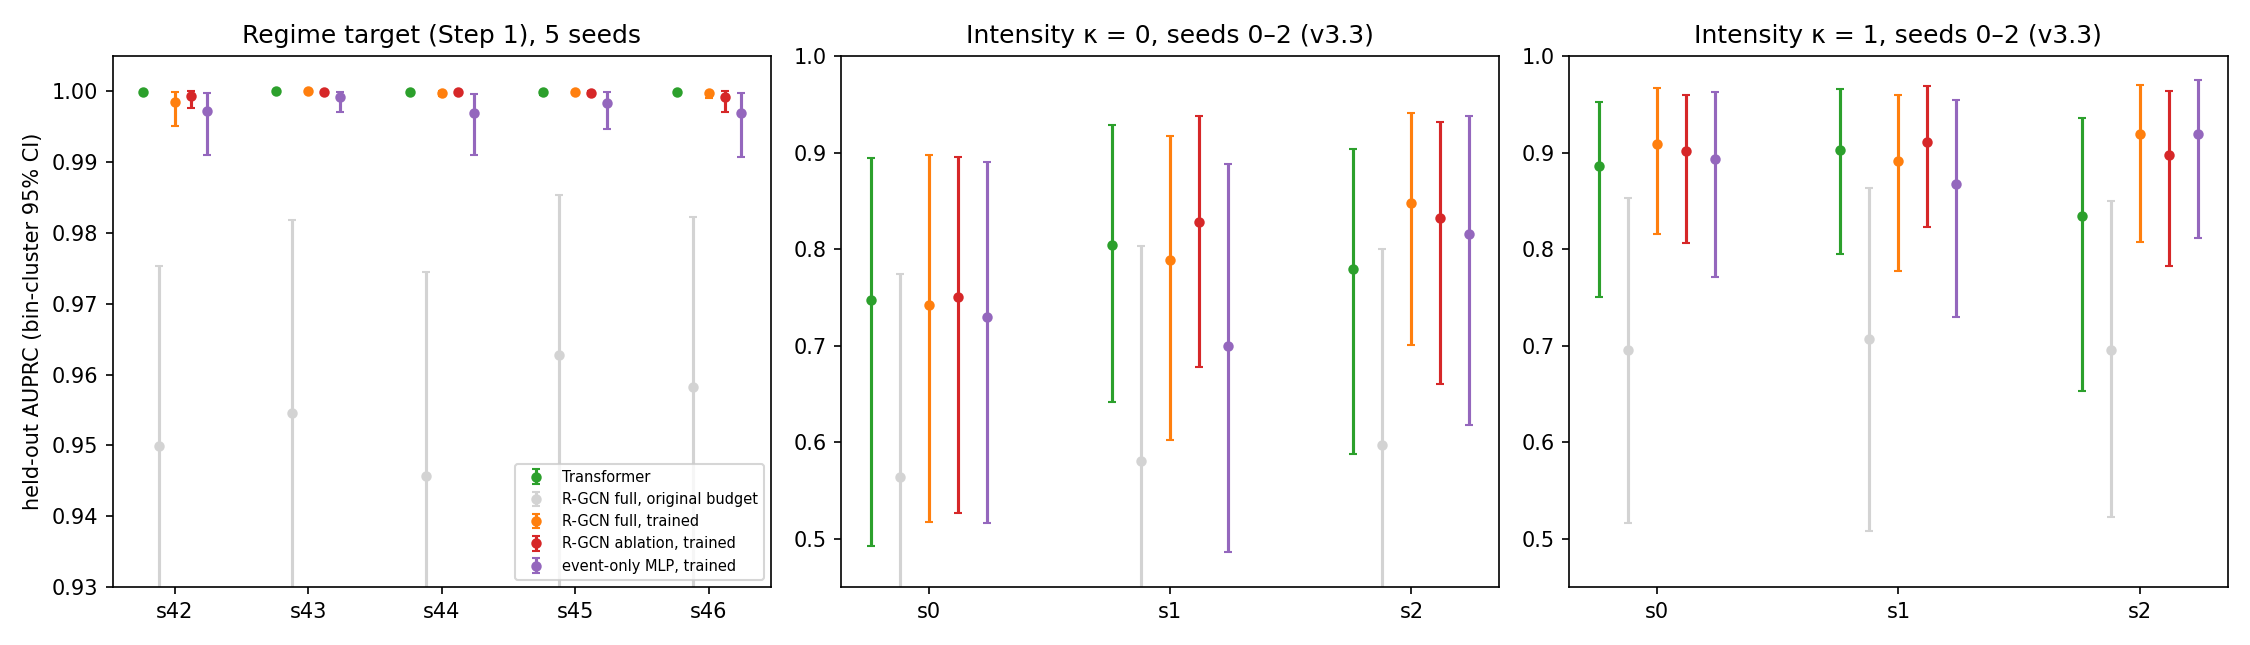 Regime target (Step 1), 5 seeds
held-out AUPRC (bin-cluster 95% CI)
1.00
0.99
0.98
0.97
0.96
0.95
0.94
0.93
s42
s43
s44
s45
s46
Transformer
R-GCN full, original budget
R-GCN full, trained
R-GCN ablation, trained
event-only MLP, trained
Intensity κ = 0, seeds 0–2 (v3.3)
1.0
0.9
0.8
0.7
0.6
0.5
s0
s1
s2
Intensity κ = 1, seeds 0–2 (v3.3)
1.0
0.9
0.8
0.7
0.6
0.5
s0
s1
s2